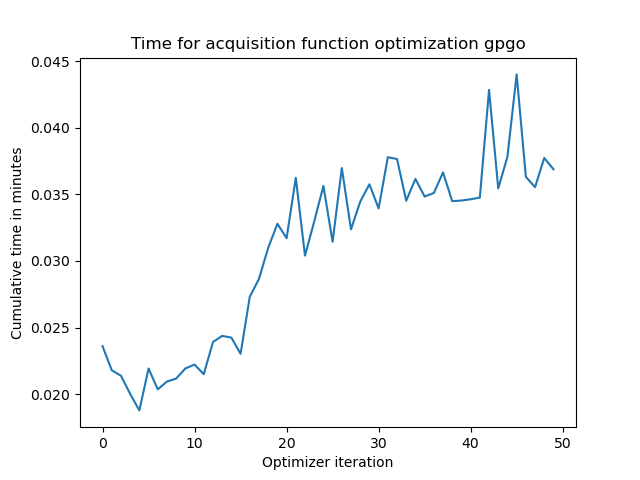 Time for acquisition function optimization gpgo
0.045
0.040
0.035
0.030
0.025
0.020
Cumulative time in minutes
0 10 20 30 40 50
Optimizer iteration